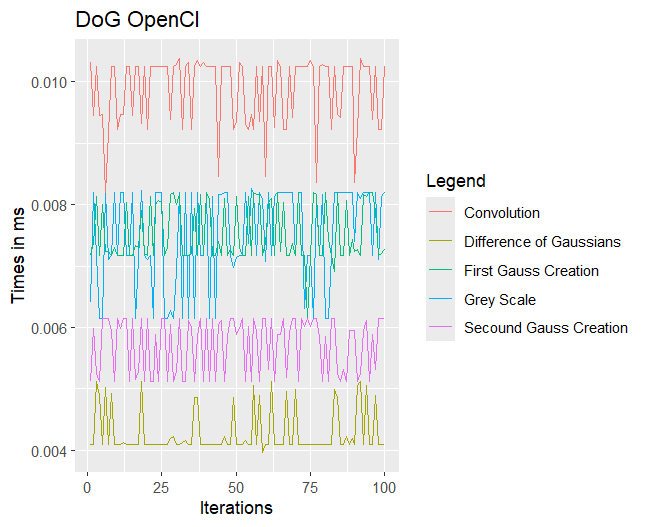 DoG OpenCl
0.010
0.008
0.006
0.004
Times in ms
0
25
50
75
100
Iterations
Legend
Convolution
Difference of Gaussians
First Gauss Creation
Grey Scale
Secound Gauss Creation